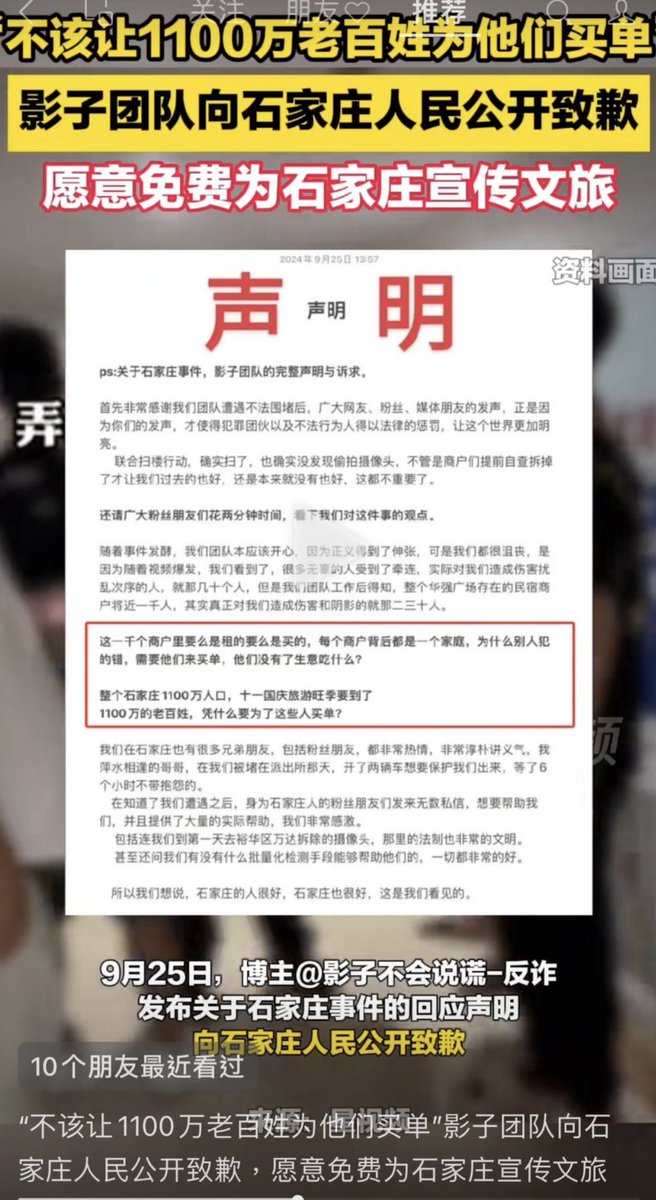 关注 朋友♡ 推荐
“不该让1100万老百姓为他们买单”
影子团队向石家庄人民公开致歉
愿意免费为石家庄宣传文旅
资料画面
2024年9月25日 13:57
声 声明 明
弄
ps:关于石家庄事件，影子团队的完整声明与诉求。
首先非常感谢我们团队遭遇不法围堵后，广大网友、粉丝、媒体朋友的发声，正是因
为你们的发声，才使得犯罪团伙以及不法行为人得以法律的惩罚，让这个世界更加明
亮。
联合扫楼行动，确实扫了，也确实没发现偷拍摄像头，不管是商户们提前自查拆掉
了才让我们过去的也好，还是本来就没有也好，这都不重要了。
还请广大粉丝朋友们花两分钟时间，看下我们对这件事的观点。
随着事件发酵，我们团队本应该开心，因为正义得到了伸张，可是我们都很沮丧，是
因为随着视频爆发，我们看到了，很多无辜的人受到了牵连，实际对我们造成伤害扰
乱次序的人，就那几十个人，但是我们团队工作后得知，整个华强广场存在的民宿商
户将近一千人，其实真正对我们造成伤害和阴影的就那二三十人。
这一千个商户里要么是租的要么是买的，每个商户背后都是一个家庭，为什么别人犯
的错，需要他们来买单，他们没有了生意吃什么？
整个石家庄1100万人口，十一国庆旅游旺季要到了
1100万的老百姓，凭什么要为了这些人买单？
我们在石家庄也有很多兄弟朋友，包括粉丝朋友，都非常热情，非常淳朴讲义气，我
萍水相逢的哥哥，在我们被堵在派出所那天，开了两辆车想要保护我们出来，等了6
个小时不带抱怨的。
在知道了我们遭遇之后，身为石家庄人的粉丝朋友们发来无数私信，想要帮助我
们，并且提供了大量的实际帮助，我们非常感激。
包括连我们到第一天去裕华区万达拆除的摄像头，那里的法制也非常的文明。
甚至还问我们有没有什么批量化检测手段能够帮助他们的，一切都非常的好。
所以我们想说，石家庄的人很好，石家庄也很好，这是我们看见的。
频
9月25日，博主@影子不会说谎-反诈
发布关于石家庄事件的回应声明
向石家庄人民公开致歉
10个朋友最近看过
来源：星视频
“不该让1100万老百姓为他们买单”影子团队向石
家庄人民公开致歉，愿意免费为石家庄宣传文旅